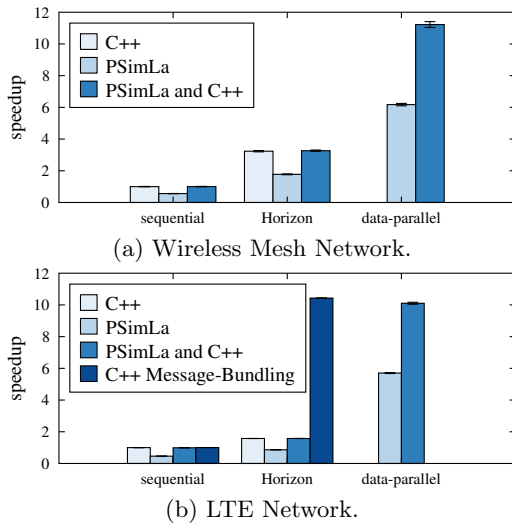 12
10
8
6
4
2
0
speedup
C++
PSimLa
PSimLa and C++
sequential Horizon data-parallel
(a) Wireless Mesh Network.
12
10
8
6
4
2
0
speedup
C++
PSimLa
PSimLa and C++
C++ Message-Bundling
sequential Horizon data-parallel
(b) LTE Network.